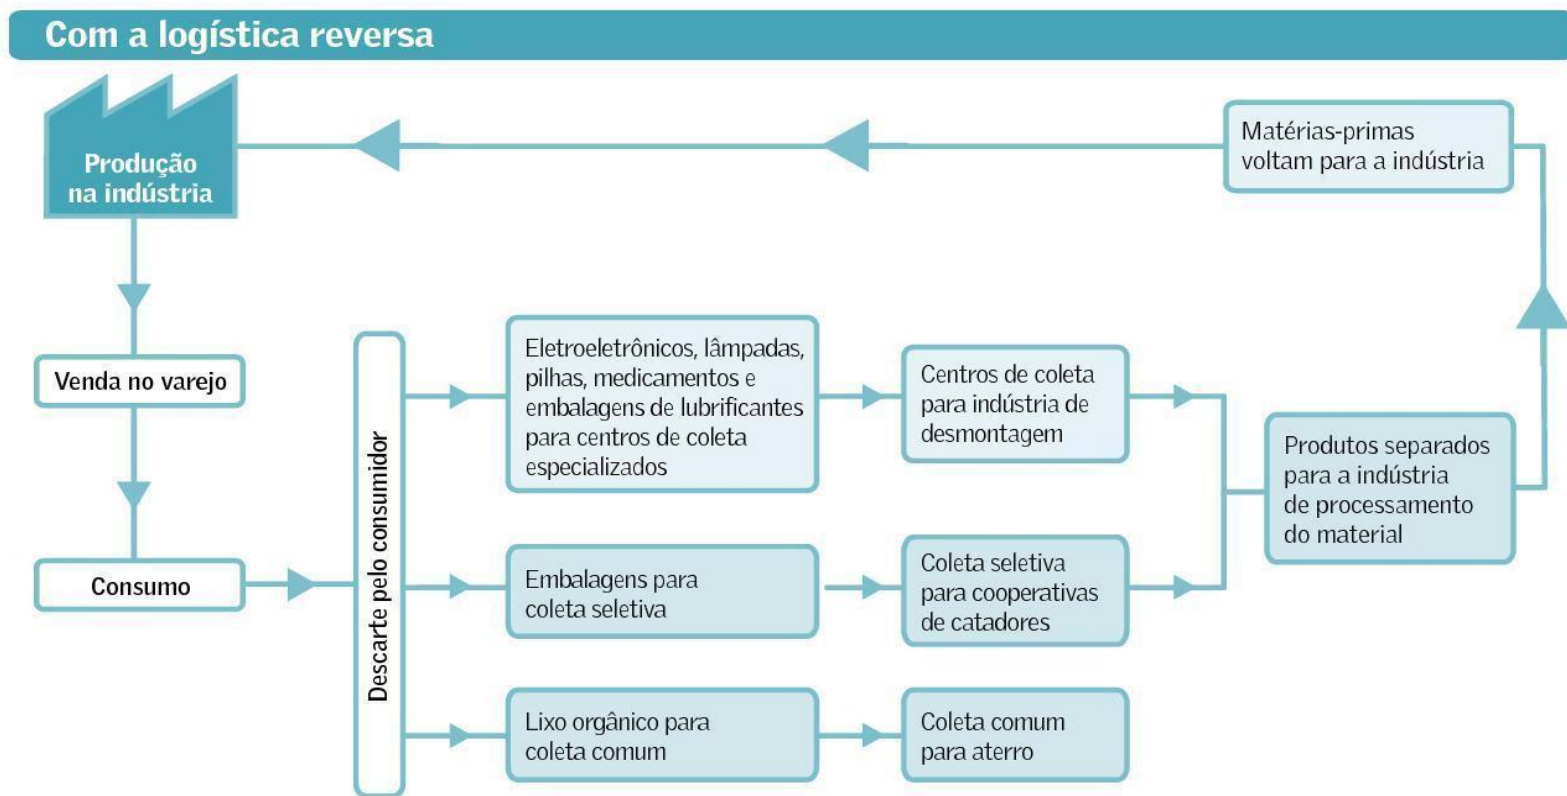 Com a logística reversa
Produção
na indústria
Matérias-primas
voltam para a indústria
Venda no varejo
Consumo
Descarte pelo consumidor
Eletroeletrônicos, lâmpadas,
pilhas, medicamentos e
embalagens de lubrificantes
para centros de coleta
especializados
Centros de coleta
para indústria de
desmontagem
Embalagens para
coleta seletiva
Coleta seletiva
para cooperativas
de catadores
Lixo orgânico para
coleta comum
Coleta comum
para aterro
Produtos separados
para a indústria
de processamento
do material